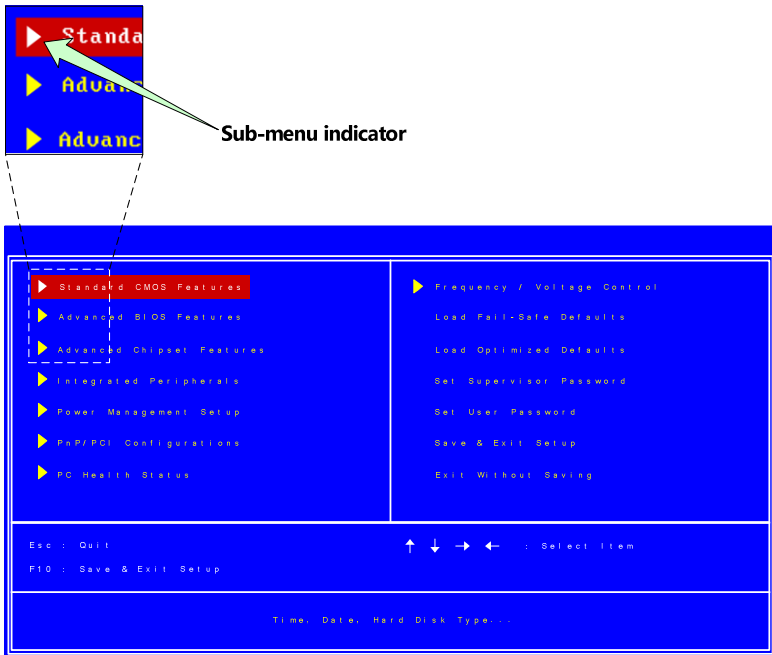 Standa
Advanc
Advanc
Sub-menu indicator
Standard CMOS Features
Advanced BIOS Features
Advanced Chipset Features
Integrated Peripherals
Power Management Setup
PnP/PCI Configurations
PC Health Status
Frequency / Voltage Control
Load Fail-Safe Defaults
Load Optimized Defaults
Set Supervisor Password
Set User Password
Save & Exit Setup
Exit Without Saving
Esc : Quit
F10 : Save & Exit Setup
↑ ↓ → ← : Select Item
Time, Date, Hard Disk Type...